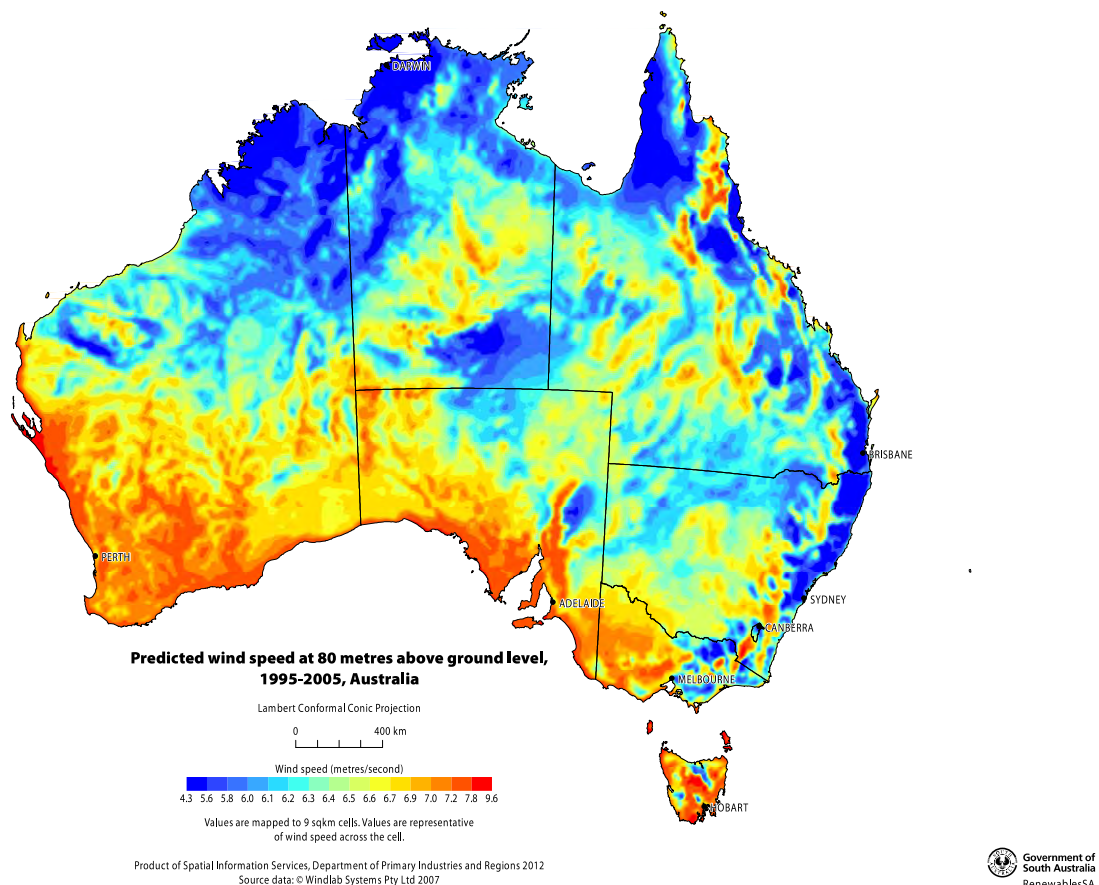 DARWIN
BRISBANE
PERTH
SYDNEY
ADELAIDE
CANBERRA
MELBOURNE
HOBART
Predicted wind speed at 80 metres above ground level,
1995-2005, Australia
Lambert Conformal Conic Projection
0 400 km
Wind speed (metres/second)
4.3 5.6 5.8 6.0 6.1 6.2 6.3 6.4 6.5 6.6 6.7 6.9 7.0 7.2 7.8 9.6
Values are mapped to 9 sqkm cells. Values are representative
of wind speed across the cell.
Product of Spatial Information Services, Department of Primary Industries and Regions 2012
Source data: © Windlab Systems Pty Ltd 2007
Government of
South Australia
RenewablesSA